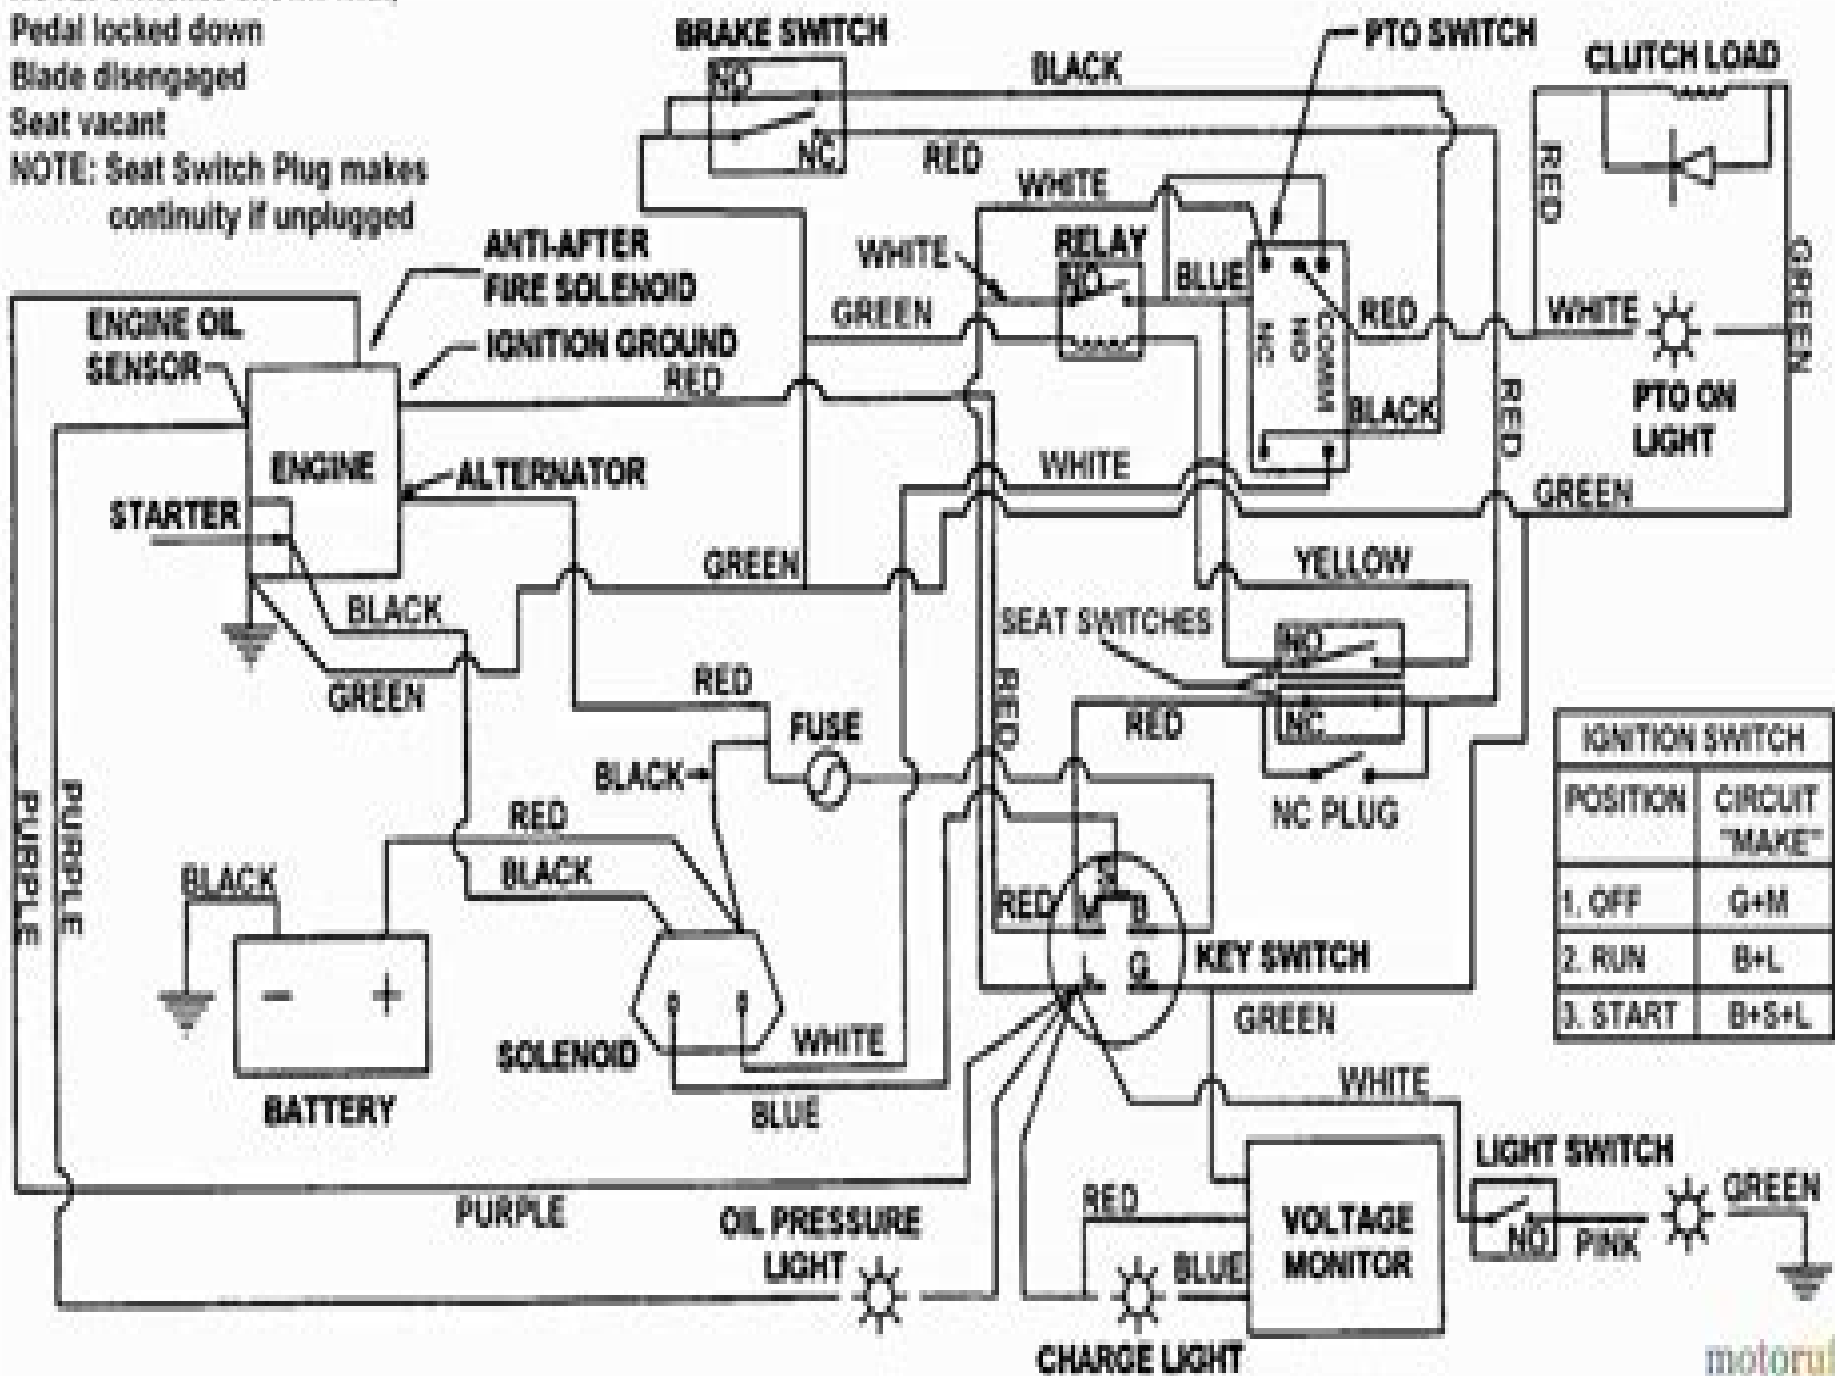 Pedal locked down
Blade disengaged
Seat vacant
NOTE: Seat Switch Plug makes
continuity if unplugged
BRAKE SWITCH
NO
NC
BLACK
RED
PTO SWITCH
CLUTCH LOAD
RED
GREEN
WHITE
RELAY
NO
WHITE
BLUE
GREEN
NC
NO
COMM
RED
BLACK
WHITE
PTO ON
LIGHT
RED
ANTI-AFTER
FIRE SOLENOID
IGNITION GROUND
RED
ENGINE OIL
SENSOR
ENGINE
ALTERNATOR
STARTER
WHITE
GREEN
GREEN
YELLOW
BLACK
GREEN
SEAT SWITCHES
NO
NC
RED
RED
NC PLUG
RED
FUSE
BLACK
RED
BLACK
BLACK
PURPLE
PURPLE
- +
BATTERY
SOLENOID
WHITE
BLUE
RED
S
M B
L G
KEY SWITCH
GREEN
IGNITION SWITCH
POSITION CIRCUIT
"MAKE"
1. OFF G+M
2. RUN B+L
3. START B+S+L
WHITE
LIGHT SWITCH
NO
PINK
GREEN
PURPLE
OIL PRESSURE
LIGHT
RED
BLUE
VOLTAGE
MONITOR
CHARGE LIGHT